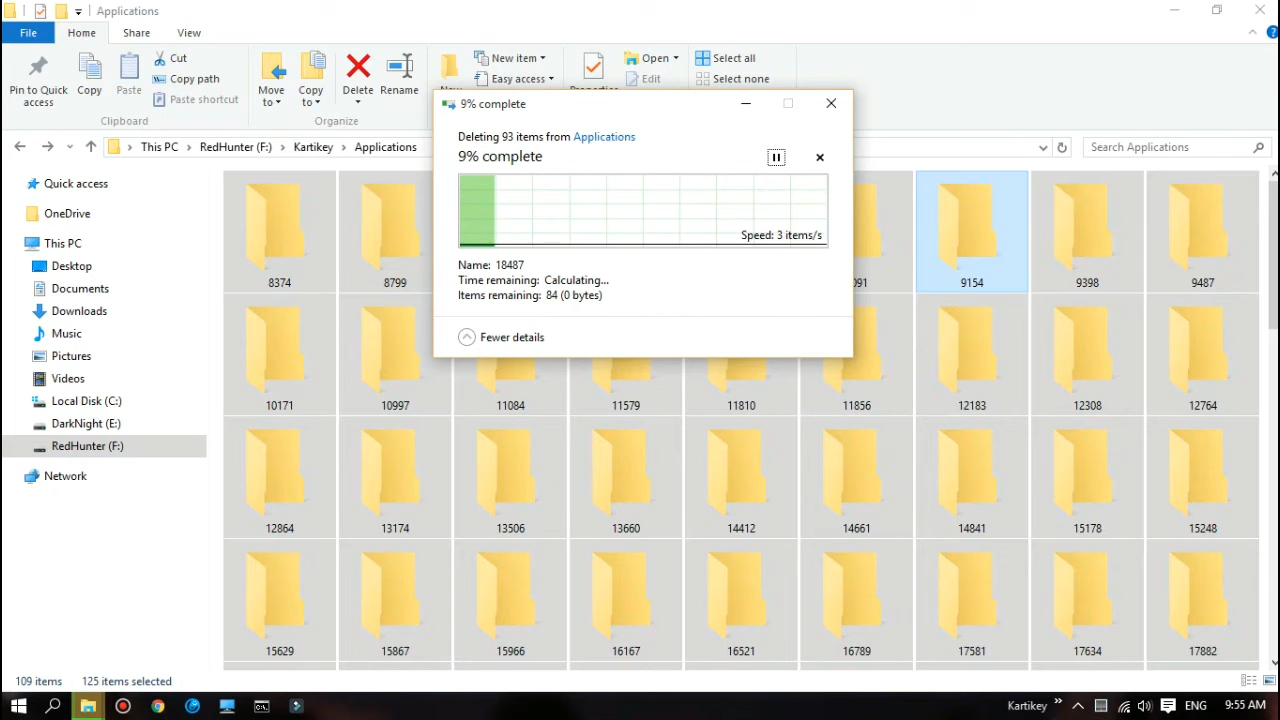 Applications
File
Home
Share
View
Pin to Quick access
Copy
Paste
Cut
Copy path
Paste shortcut
Clipboard
Move to
Copy to
Delete
Rename
Organize
New
New item
Easy access
Properties
Open
Edit
Select all
Select none
This PC
RedHunter (F:)
Kartikey
Applications
Search Applications
Quick access
OneDrive
This PC
Desktop
Documents
Downloads
Music
Pictures
Videos
Local Disk (C:)
DarkNight (E:)
RedHunter (F:)
Network
9% complete
Deleting 93 items from Applications
9% complete
Speed: 3 items/s
Name: 18487
Time remaining: Calculating...
Items remaining: 84 (0 bytes)
Fewer details
8374 8799 9154 9398 9487
10171 10997 11084 11579 11810 11856 12183 12308 12764
12864 13174 13506 13660 14412 14661 14841 15178 15248
15629 15867 15966 16167 16521 16789 17581 17634 17882
109 items 125 items selected
Kartikey » ENG 9:55 AM